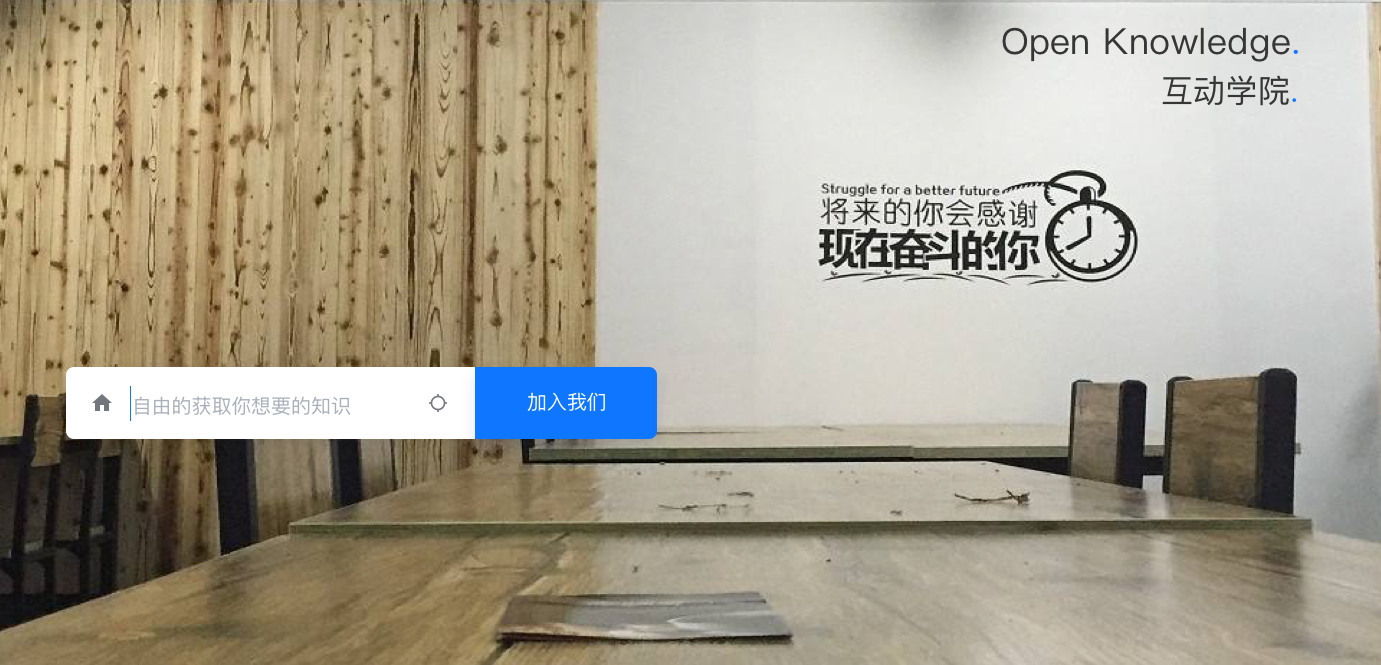 Open Knowledge.
互动学院.
Struggle for a better future
将来的你会感谢
现在奋斗的你
自由的获取你想要的知识
加入我们